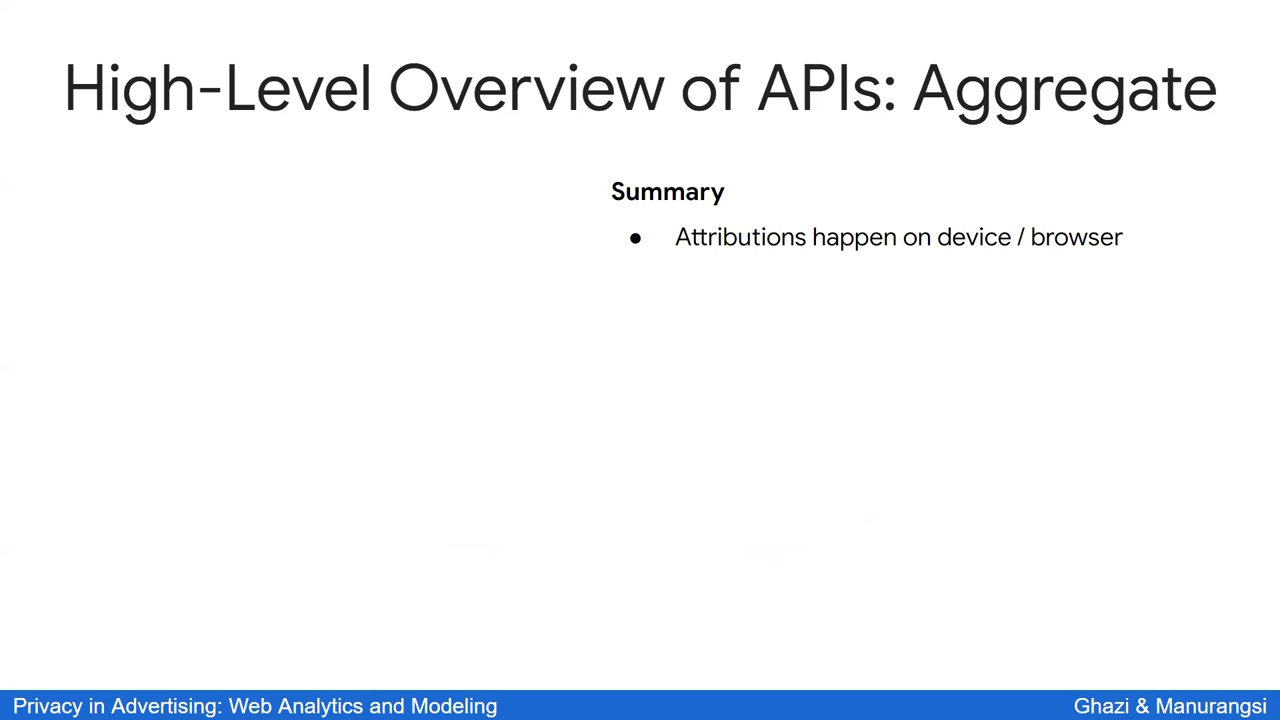 High-Level Overview of APIs: Aggregate
Summary
● Attributions happen on device / browser
Privacy in Advertising: Web Analytics and Modeling
Ghazi & Manurangsi